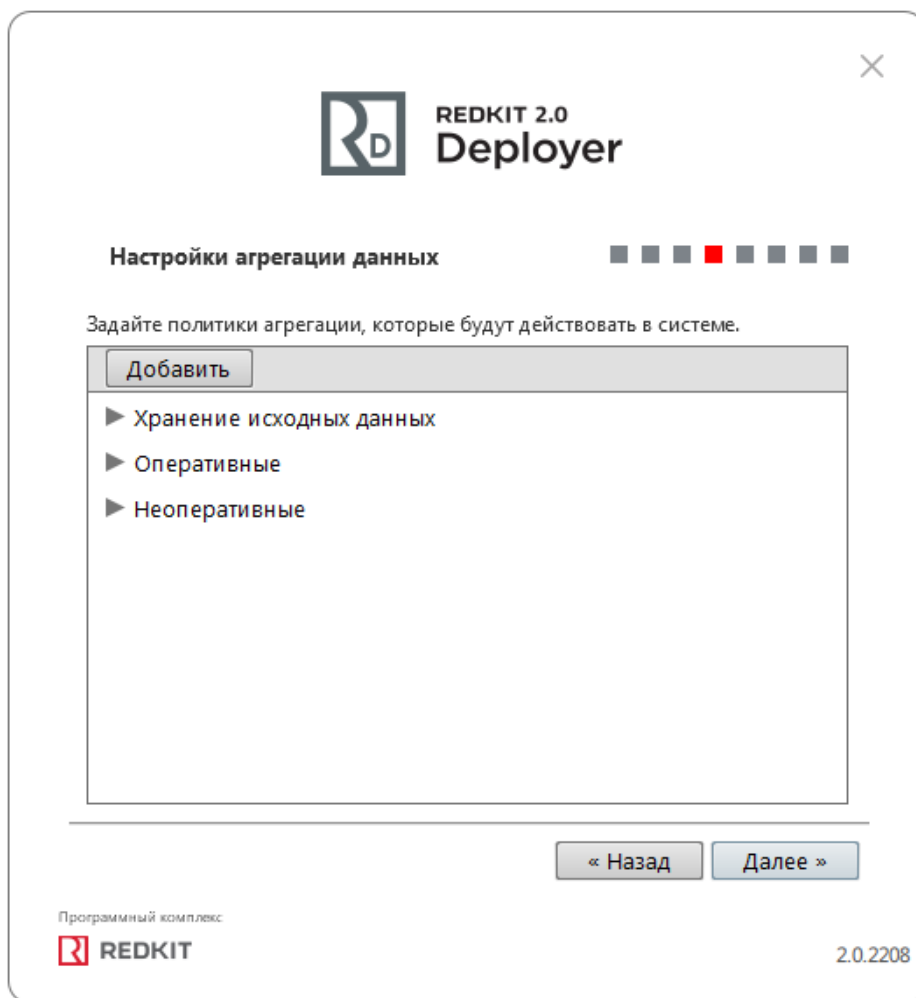 REDKIT 2.0
Deployer
Настройки агрегации данных
Задайте политики агрегации, которые будут действовать в системе.
Добавить
Хранение исходных данных
Оперативные
Неоперативные
« Назад
Далее »
Программный комплекс
REDKIT
2.0.2208